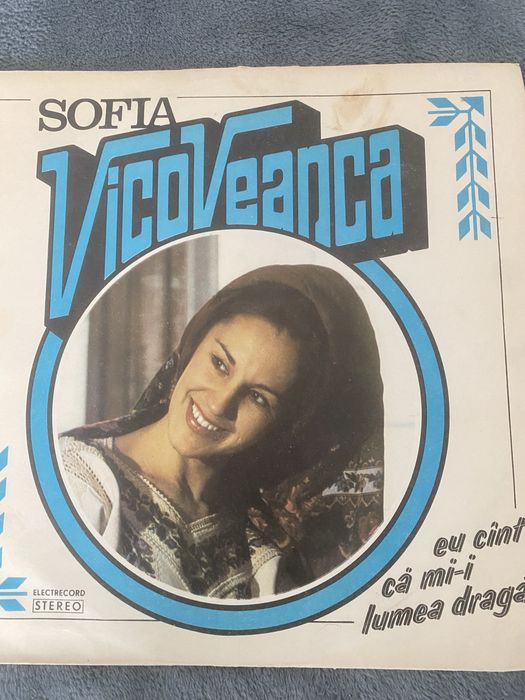 SOFIA
VicoVeanca
eu cînt
că mi-i
lumea dragă
ELECTRECORD
STEREO